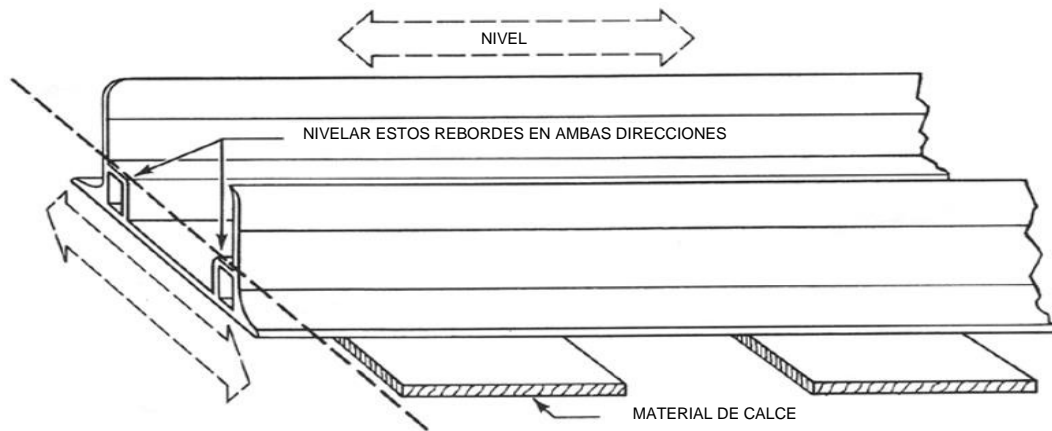 NIVEL
NIVELAR ESTOS REBORDES EN AMBAS DIRECCIONES
MATERIAL DE CALCE